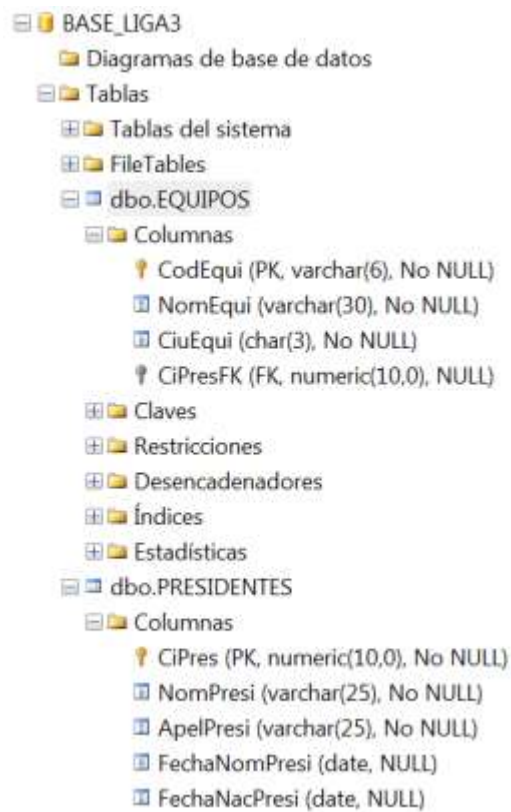 BASE_LIGA3
Diagramas de base de datos
Tablas
Tablas del sistema
FileTables
dbo.EQUIPOS
Columnas
CodEqui (PK, varchar(6), No NULL)
NomEqui (varchar(30), No NULL)
CiuEqui (char(3), No NULL)
CiPresFK (FK, numeric(10,0), NULL)
Claves
Restricciones
Desencadenadores
Índices
Estadísticas
dbo.PRESIDENTES
Columnas
CiPres (PK, numeric(10,0), No NULL)
NomPresi (varchar(25), No NULL)
ApelPresi (varchar(25), No NULL)
FechaNomPresi (date, NULL)
FechaNacPresi (date, NULL)